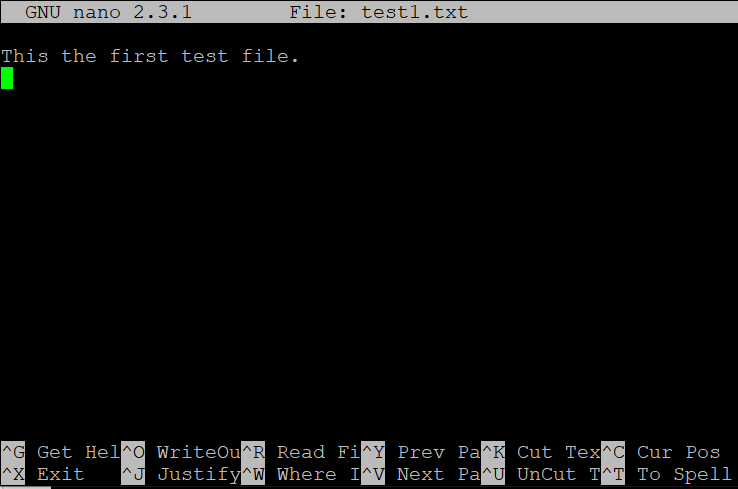 GNU nano 2.3.1 File: test1.txt
This the first test file.
^G Get Hel^O WriteOu^R Read Fi^Y Prev Pa^K Cut Tex^C Cur Pos
^X Exit ^J Justify^W Where I^V Next Pa^U UnCut T^T To Spell